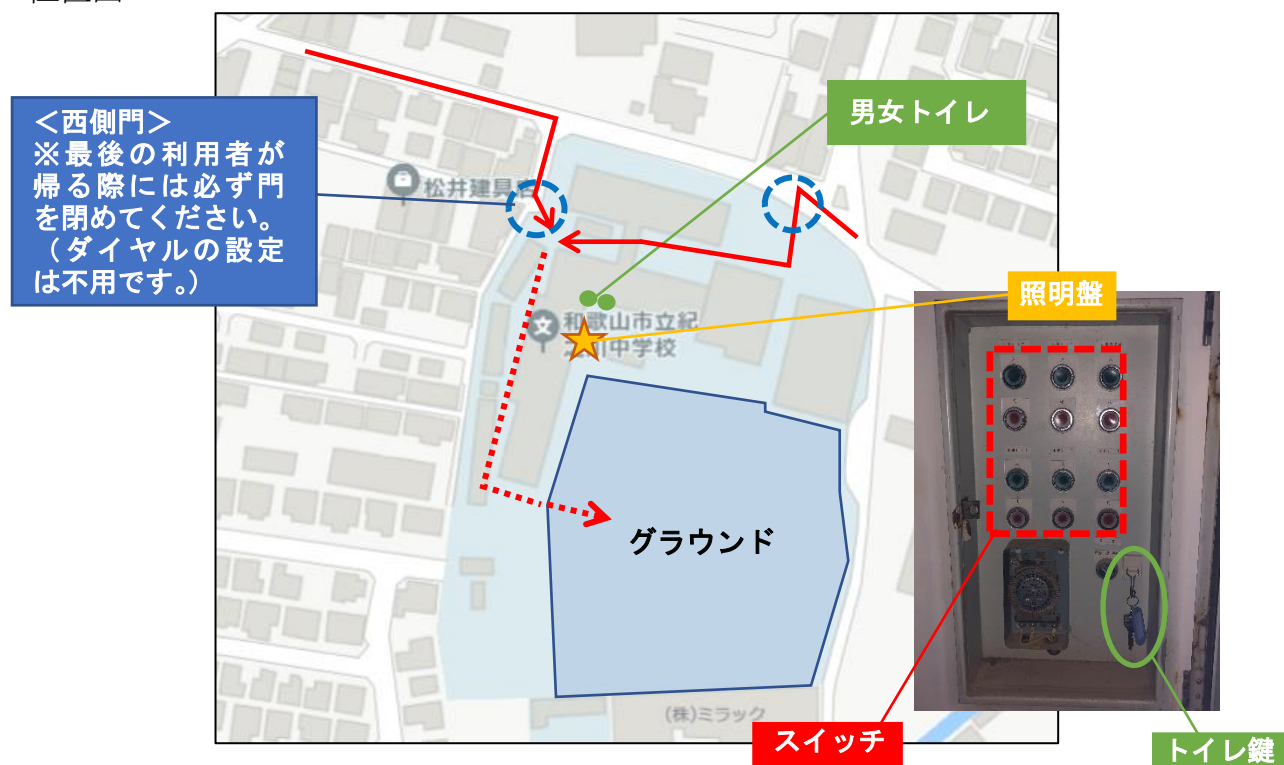 男女トイレ
<西側門>
※最後の利用者が
帰る際には必ず門
を閉めてください。
(ダイヤルの設定
は不用です。)
松井建具店
照明盤
和歌山市立紀
之川中学校
グラウンド
(株)ミラック
スイッチ
トイレ鍵